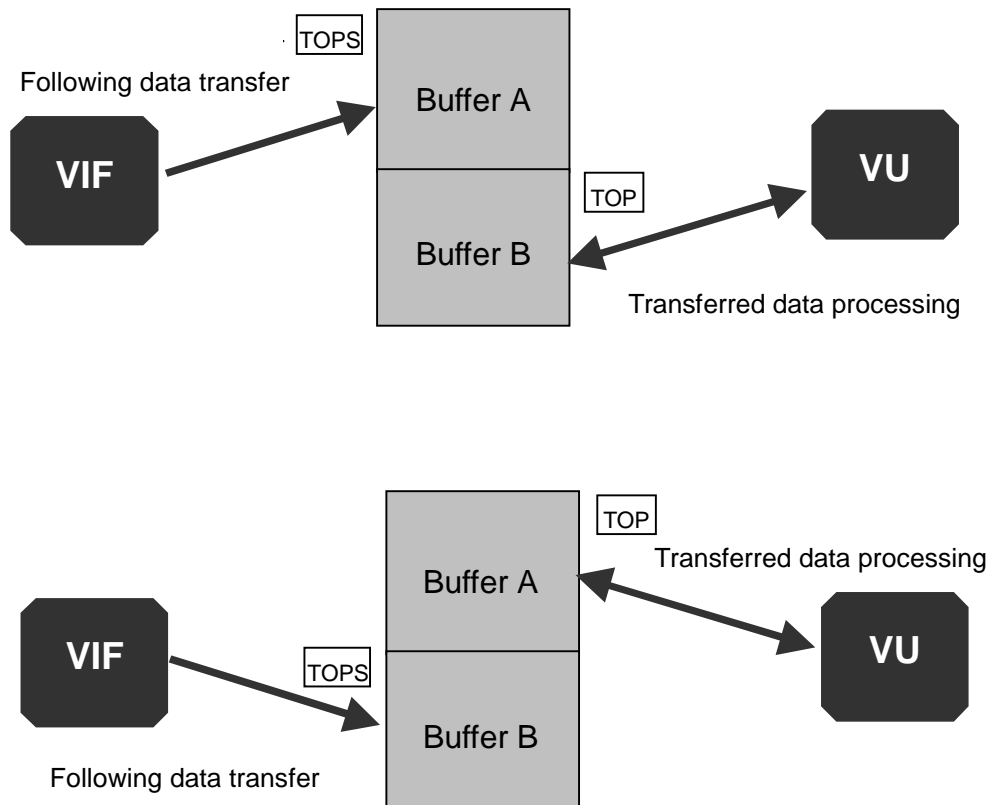 TOPS
Following data transfer
Buffer A
VIF
VU
TOP
Buffer B
Transferred data processing
TOP
Transferred data processing
Buffer A
VIF
VU
TOPS
Buffer B
Following data transfer